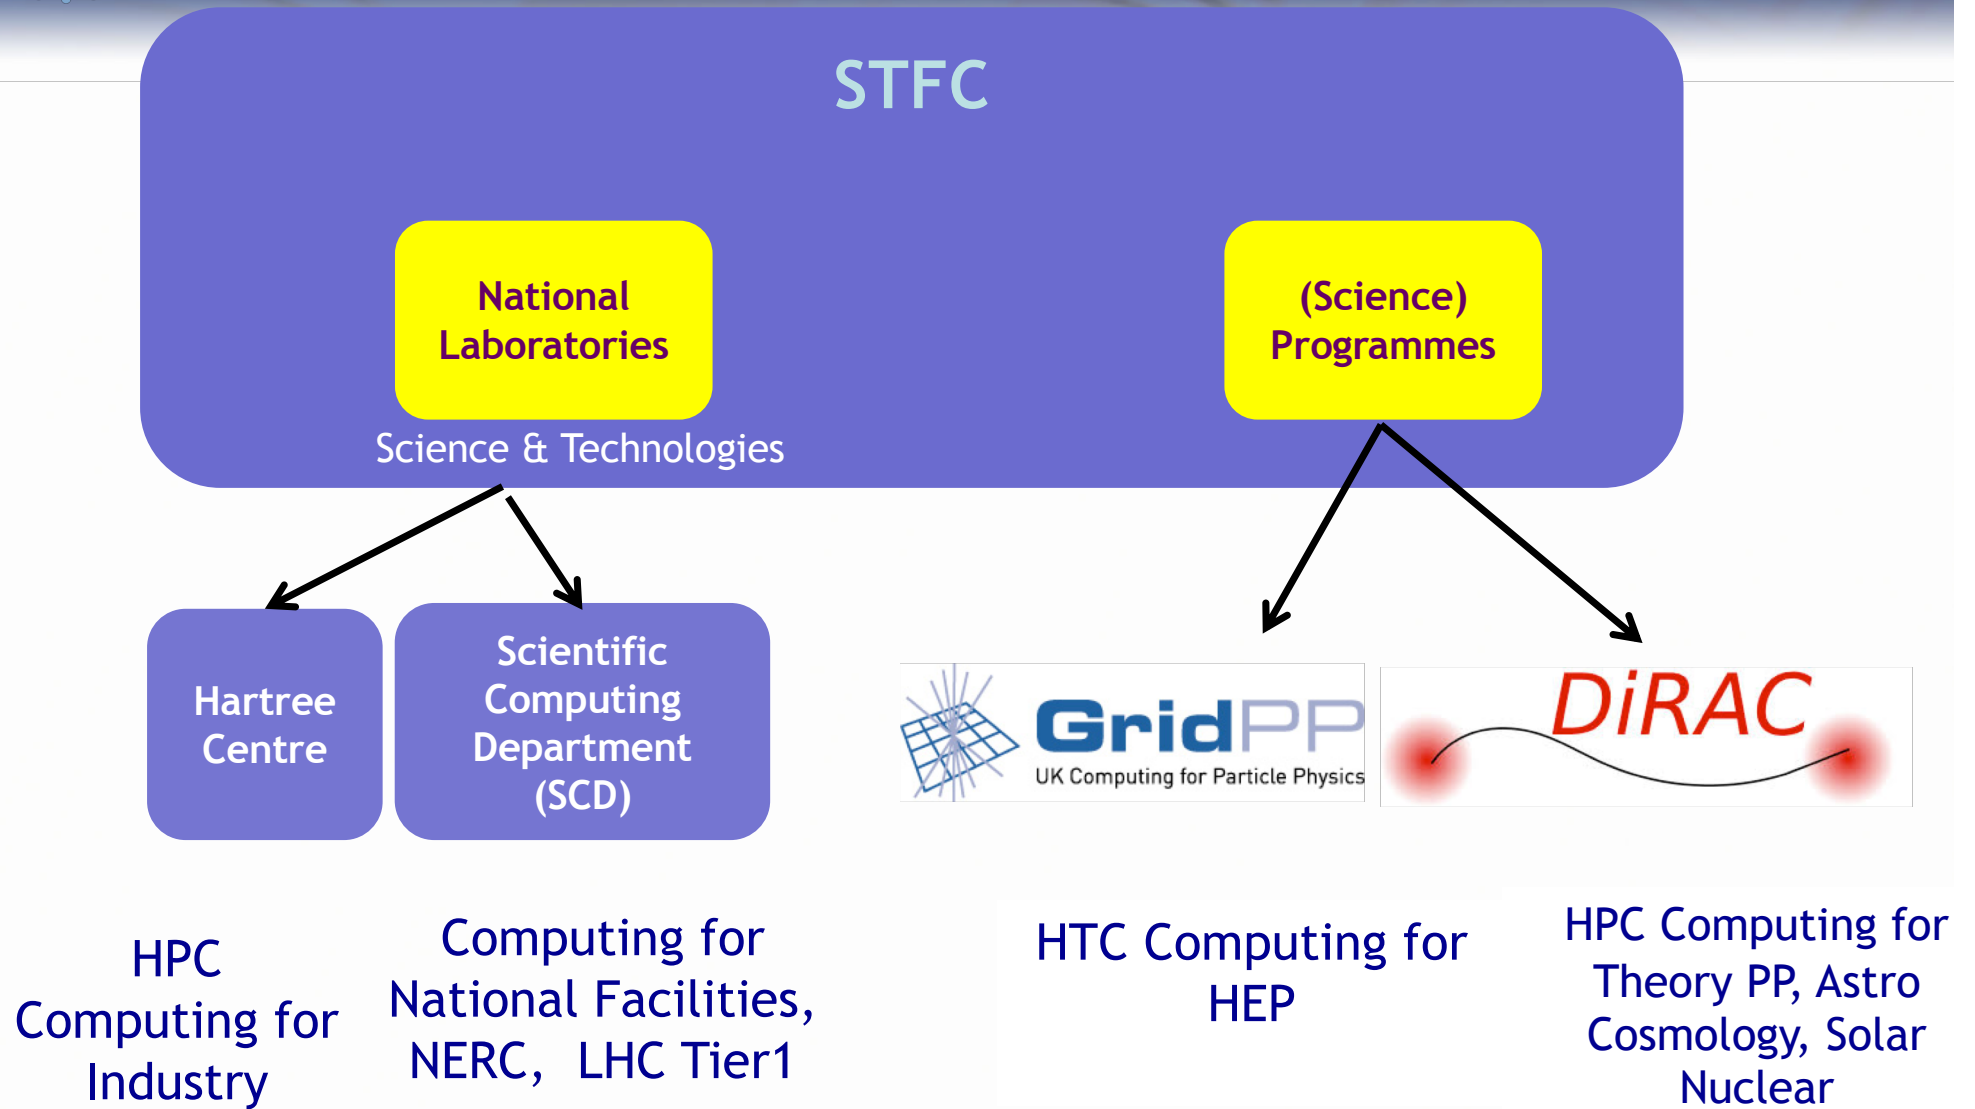 STFC
National
Laboratories
(Science)
Programmes
Science & Technologies
Hartree
Centre
Scientific
Computing
Department
(SCD)
GridPP
UK Computing for Particle Physics
DiRAC
HPC
Computing for
Industry
Computing for
National Facilities,
NERC, LHC Tier1
HTC Computing for
HEP
HPC Computing for
Theory PP, Astro
Cosmology, Solar
Nuclear